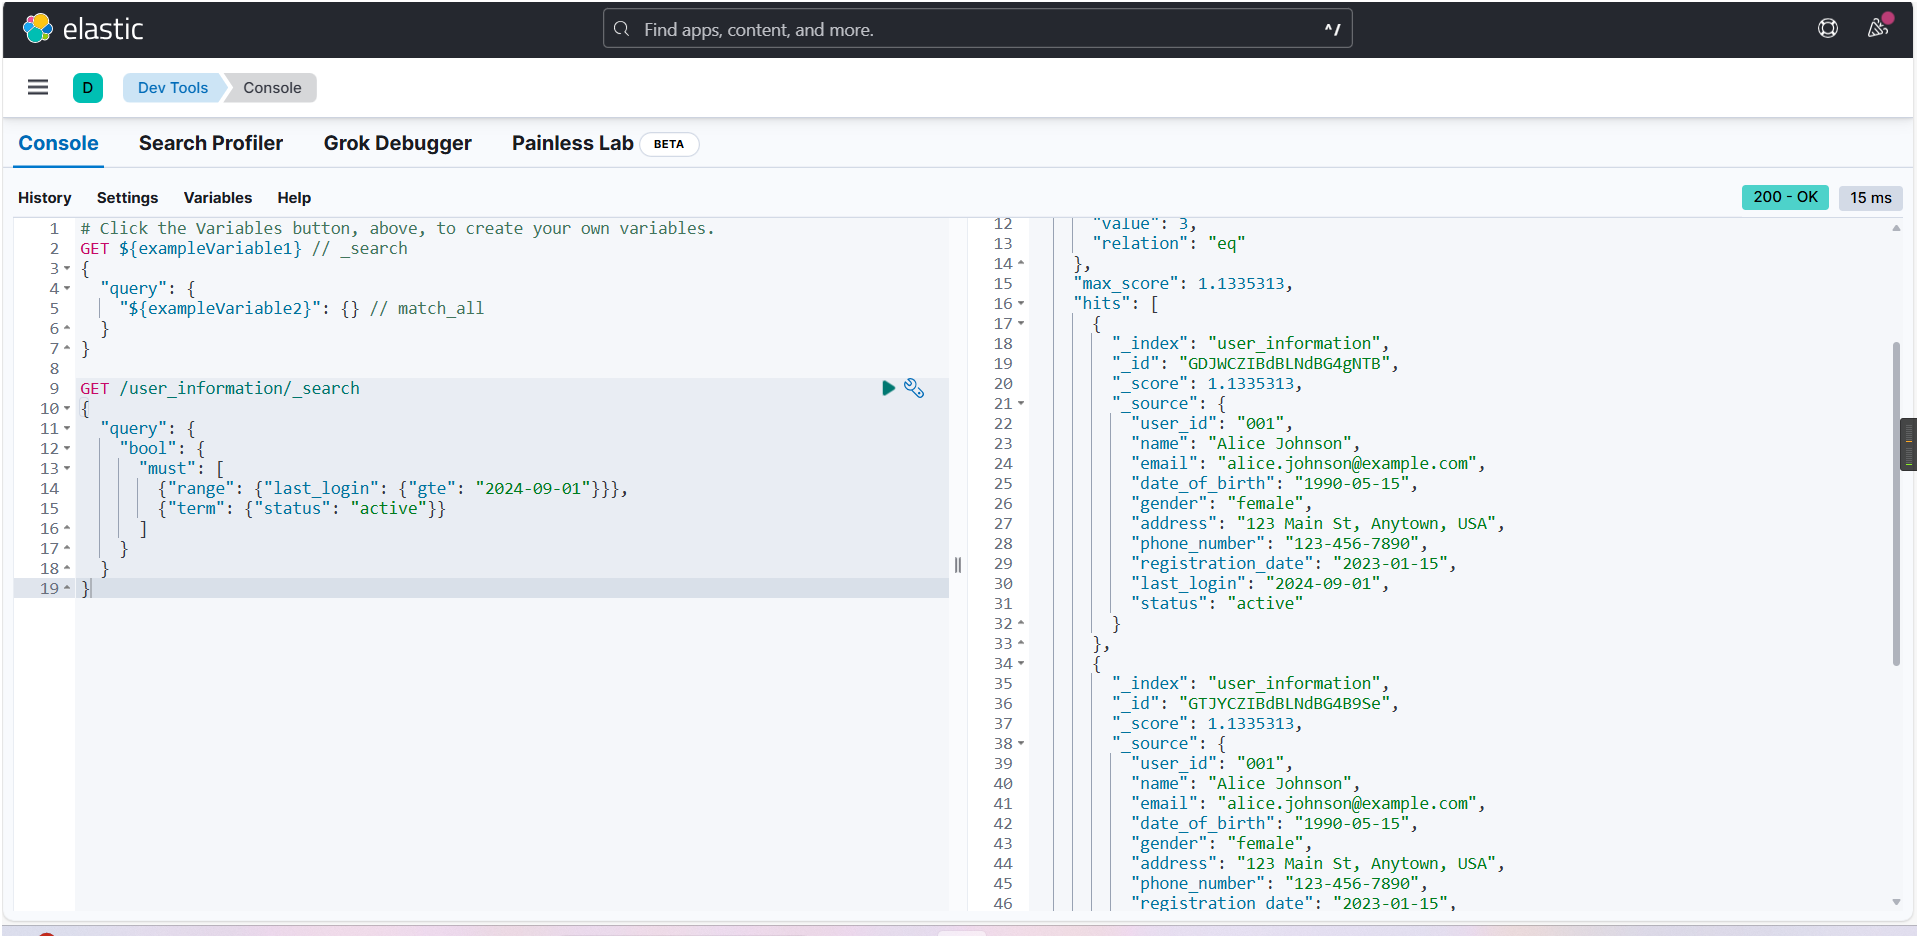 elastic
Find apps, content, and more.
^/
D
Dev Tools
Console
Console
Search Profiler
Grok Debugger
Painless Lab
BETA
History
Settings
Variables
Help
200 - OK
15 ms
1 # Click the Variables button, above, to create your own variables.
2 GET ${exampleVariable1} // _search
3 {
4 "query": {
5 "${exampleVariable2}": {} // match_all
6 }
7 }
8
9 GET /user_information/_search
10 {
11 "query": {
12 "bool": {
13 "must": [
14 {"range": {"last_login": {"gte": "2024-09-01"}}},
15 {"term": {"status": "active"}}
16 ]
17 }
18 }
19 }
12 "value": 3,
13 "relation": "eq"
14 },
15 "max_score": 1.1335313,
16 "hits": [
17 {
18 "_index": "user_information",
19 "_id": "GDJWCZIBdBLNdBG4gNTB",
20 "_score": 1.1335313,
21 "_source": {
22 "user_id": "001",
23 "name": "Alice Johnson",
24 "email": "alice.johnson@example.com",
25 "date_of_birth": "1990-05-15",
26 "gender": "female",
27 "address": "123 Main St, Anytown, USA",
28 "phone_number": "123-456-7890",
29 "registration_date": "2023-01-15",
30 "last_login": "2024-09-01",
31 "status": "active"
32 }
33 },
34 {
35 "_index": "user_information",
36 "_id": "GTJYCZIBdBLNdBG4B9Se",
37 "_score": 1.1335313,
38 "_source": {
39 "user_id": "001",
40 "name": "Alice Johnson",
41 "email": "alice.johnson@example.com",
42 "date_of_birth": "1990-05-15",
43 "gender": "female",
44 "address": "123 Main St, Anytown, USA",
45 "phone_number": "123-456-7890",
46 "registration_date": "2023-01-15",